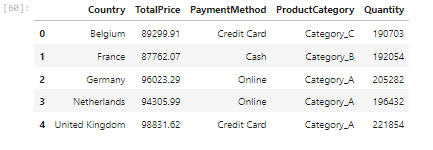 [60]:
Country TotalPrice PaymentMethod ProductCategory Quantity
0 Belgium 89299.91 Credit Card Category_C 190703
1 France 87762.07 Cash Category_B 192054
2 Germany 96023.29 Online Category_A 205282
3 Netherlands 94305.99 Online Category_A 196432
4 United Kingdom 98831.62 Credit Card Category_A 221854